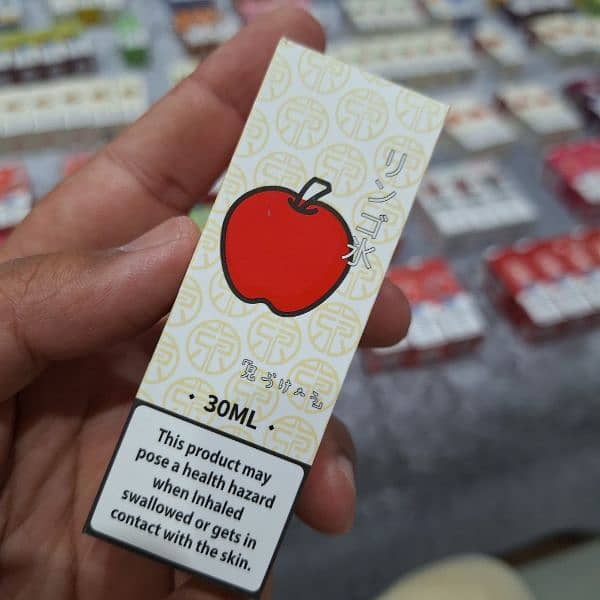 リンゴ氷
· 30ML ·
This product may
pose a health hazard
when Inhaled
swallowed or gets in
contact with the skin.